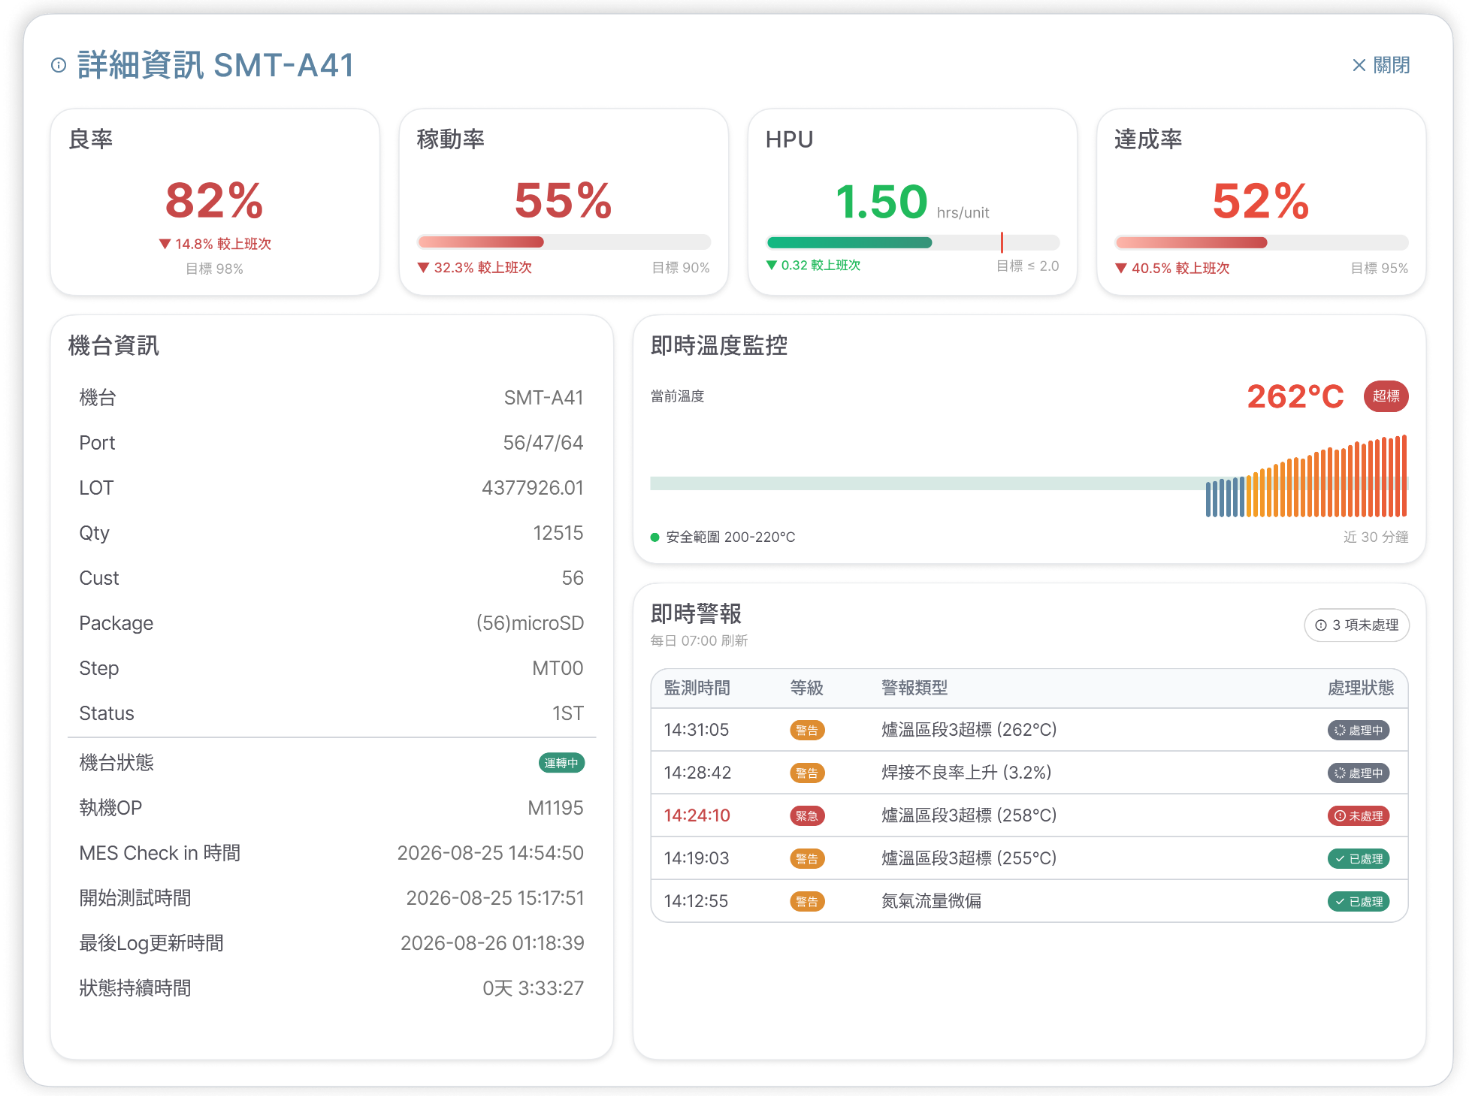 詳細資訊 SMT-A41
關閉
良率
82%
▼ 14.8% 較上班次
目標 98%
稼動率
55%
▼ 32.3% 較上班次
目標 90%
HPU
1.50 hrs/unit
▼ 0.32 較上班次
目標 ≤ 2.0
達成率
52%
▼ 40.5% 較上班次
目標 95%
機台資訊
機台 SMT-A41
Port 56/47/64
LOT 4377926.01
Qty 12515
Cust 56
Package (56)microSD
Step MT00
Status 1ST
機台狀態 運轉中
執機OP M1195
MES Check in 時間 2026-08-25 14:54:50
開始測試時間 2026-08-25 15:17:51
最後Log更新時間 2026-08-26 01:18:39
狀態持續時間 0天 3:33:27
即時溫度監控
當前溫度 262°C 超標
安全範圍 200-220°C
近 30 分鐘
即時警報
每日 07:00 刷新
3 項未處理
監測時間 等級 警報類型 處理狀態
14:31:05 警告 爐溫區段3超標 (262°C) 處理中
14:28:42 警告 焊接不良率上升 (3.2%) 處理中
14:24:10 緊急 爐溫區段3超標 (258°C) 未處理
14:19:03 警告 爐溫區段3超標 (255°C) 已處理
14:12:55 警告 氮氣流量微偏 已處理